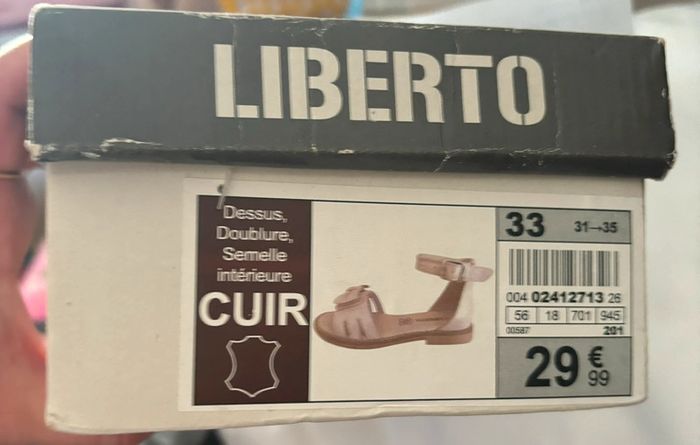 LIBERTO
Dessus,
Doublure,
Semelle
intérieure
CUIR
33 31→35
004 02412713 26
56 18 701 945
00587 201
29 €99